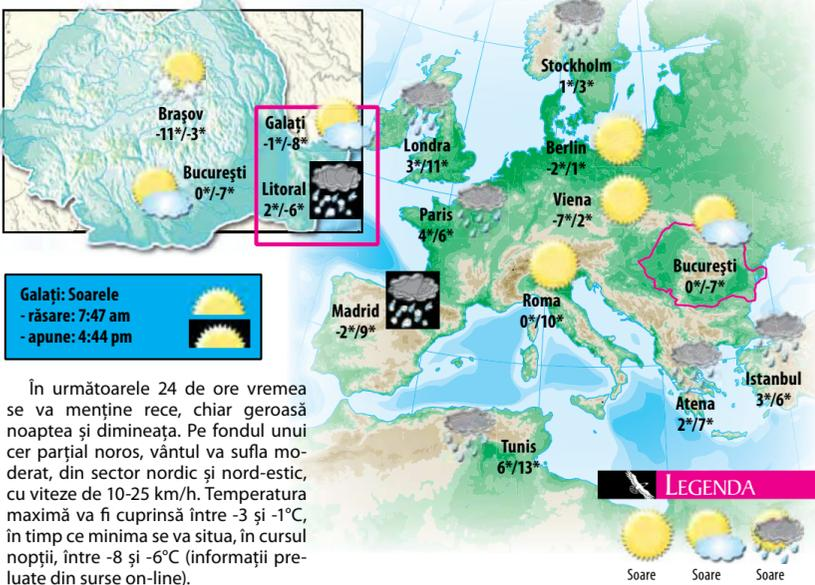 Brașov
-11*/-3*
București
0*/-7*
Galați
-1*/-8*
Litoral
2*/-6*
Stockholm
1*/3*
Londra
3*/11*
Berlin
-2*/1*
Paris
4*/6*
Viena
-7*/2*
București
0*/-7*
Madrid
-2*/9*
Roma
0*/10*
Istanbul
3*/6*
Atena
2*/7*
Tunis
6*/13*
Galați: Soarele
- răsare: 7:47 am
- apune: 4:44 pm
În următoarele 24 de ore vremea
se va menține rece, chiar geroasă
noaptea și dimineața. Pe fondul unui
cer parțial noros, vântul va sufla mo-
derat, din sector nordic și nord-estic,
cu viteze de 10-25 km/h. Temperatura
maximă va fi cuprinsă între -3 și -1°C,
în timp ce minima se va situa, în cursul
nopții, între -8 și -6°C (informații pre-
luate din surse on-line).
LEGENDA
Soare
Soare
Soare